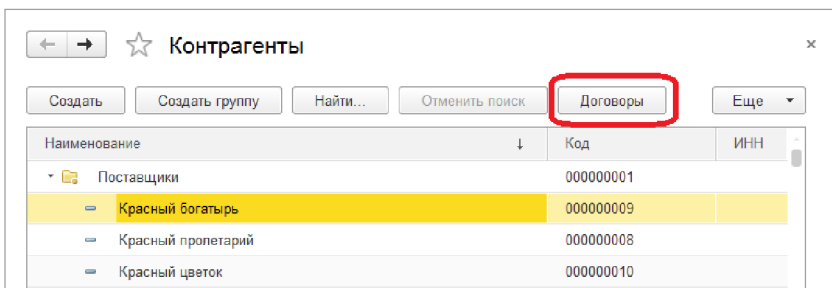 Контрагенты
Создать Создать группу Найти... Отменить поиск Договоры Еще
Наименование Код ИНН
Поставщики 000000001
Красный богатырь 000000009
Красный пролетарий 000000008
Красный цветок 000000010